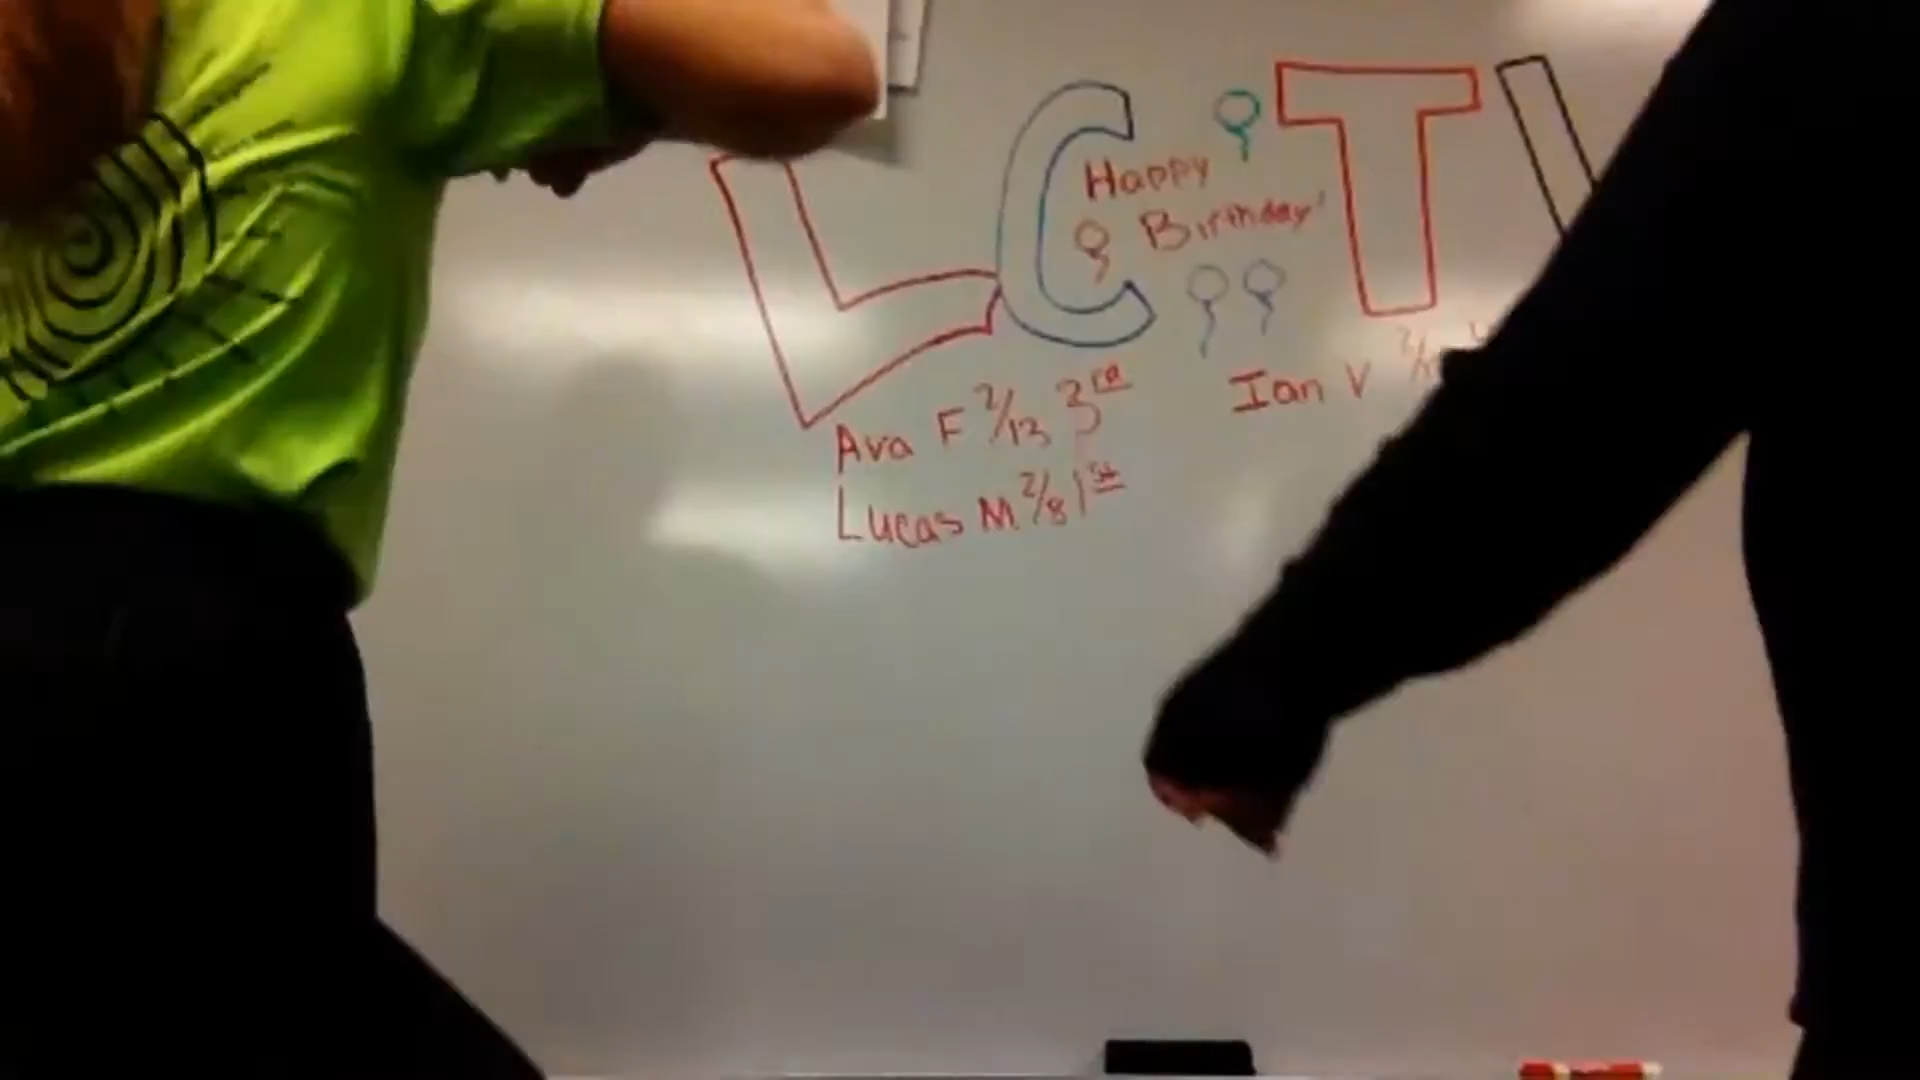 LCT
Happy
Birthday!
Ava F 2/13 3rd
Ian V
Lucas M 2/8 1st